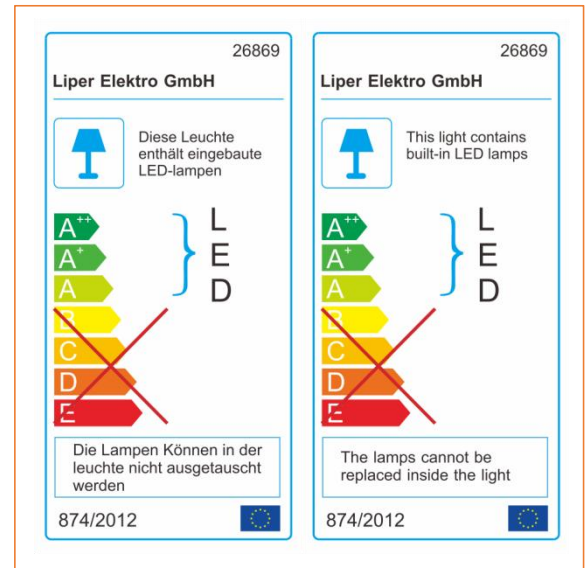 26869
Liper Elektro GmbH
Diese Leuchte
enthält eingebaute
LED-lampen
A++
A+
A
B
C
D
E
L
E
D
Die Lampen Können in der
leuchte nicht ausgetauscht
werden
874/2012
26869
Liper Elektro GmbH
This light contains
built-in LED lamps
A++
A+
A
B
C
D
E
L
E
D
The lamps cannot be
replaced inside the light
874/2012